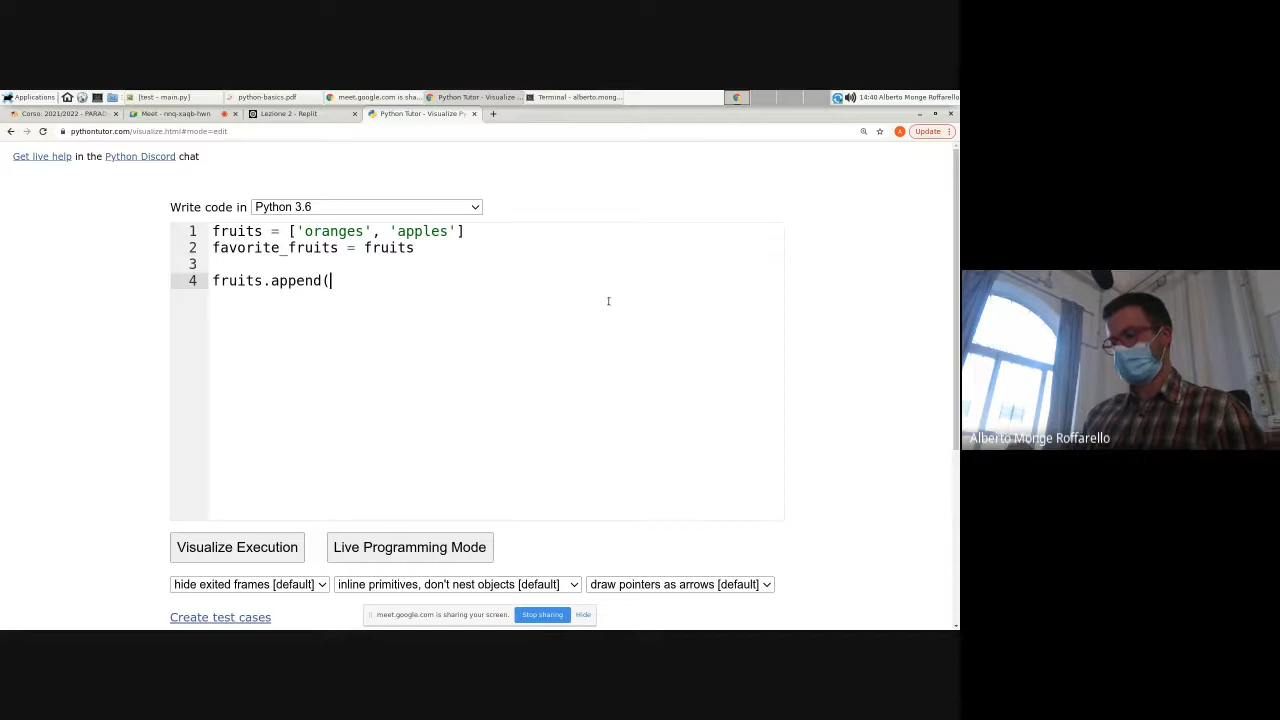 Applications
[test - main.py]
python-basics.pdf
meet.google.com is sha...
Python Tutor - Visualize ...
Terminal - alberto.mong...
14:40 Alberto Monge Roffarello
Corso: 2021/2022 - PARAD
Meet - nnq-xaqb-hwn
Lezione 2 - Replit
Python Tutor - Visualize Py
pythontutor.com/visualize.html#mode=edit
A
Update
Get live help in the Python Discord chat
Write code in Python 3.6
1 fruits = ['oranges', 'apples']
2 favorite_fruits = fruits
3
4 fruits.append(
Visualize Execution
Live Programming Mode
hide exited frames [default]
inline primitives, don't nest objects [default]
draw pointers as arrows [default]
Create test cases
meet.google.com is sharing your screen.
Stop sharing
Hide
Alberto Monge Roffarello